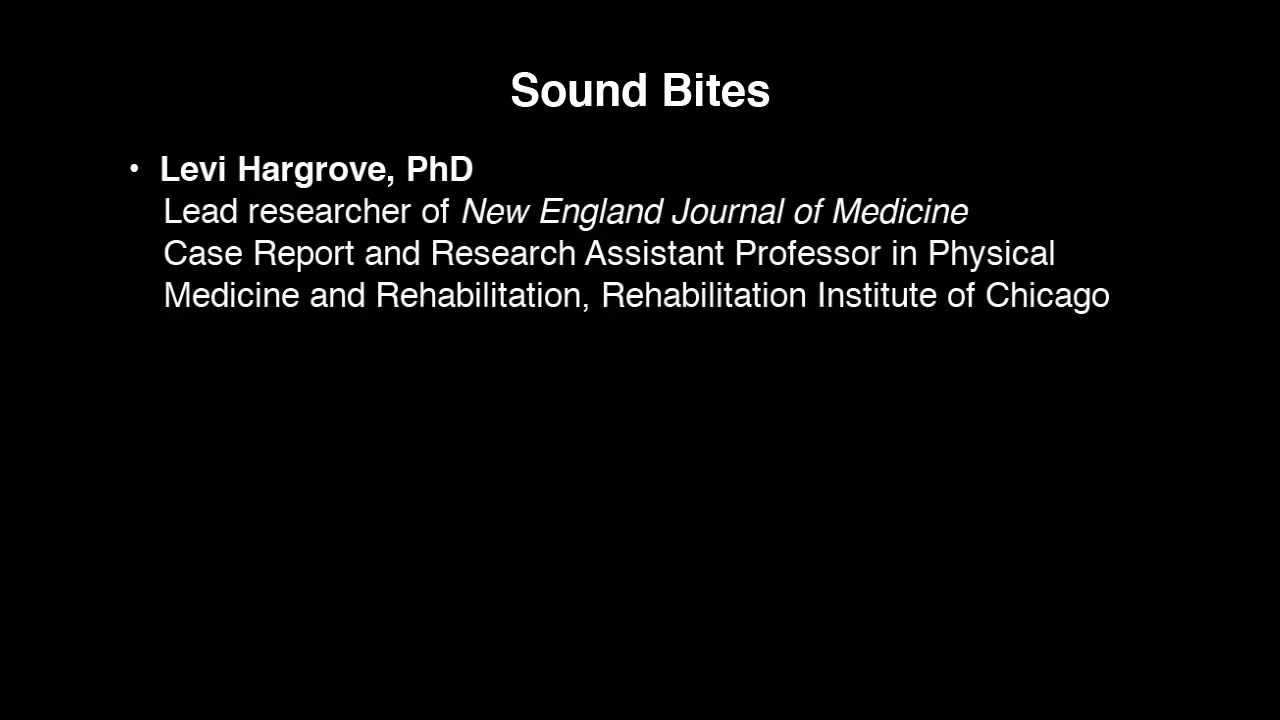 Sound Bites
• Levi Hargrove, PhD
Lead researcher of New England Journal of Medicine
Case Report and Research Assistant Professor in Physical
Medicine and Rehabilitation, Rehabilitation Institute of Chicago